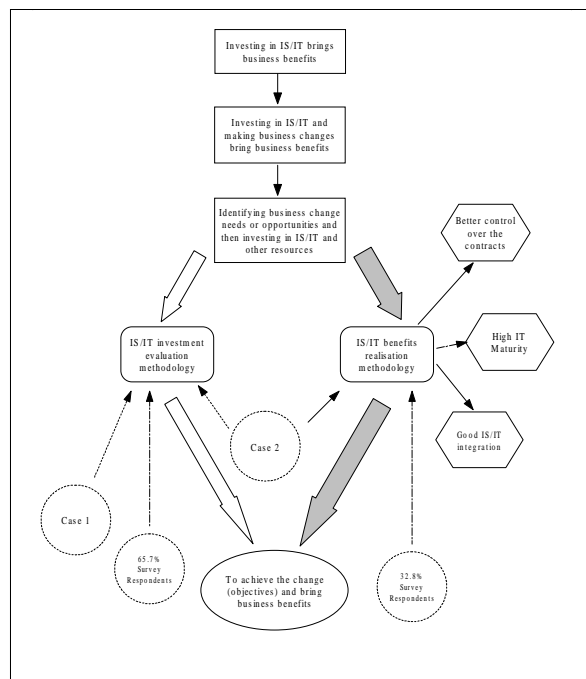 Investing in IS/IT brings
business benefits
Investing in IS/IT and
making business changes
bring business benefits
Identifying business change
needs or opportunities and
then investing in IS/IT and
other resources
Better control
over the
contracts
IS/IT investment
evaluation
methodology
IS/IT benefits
realisation
methodology
High IT
Maturity
Case 2
Good IS/IT
integration
Case 1
65.7%
Survey
Respondents
To achieve the change
(objectives) and bring
business benefits
32.8%
Survey
Respondents